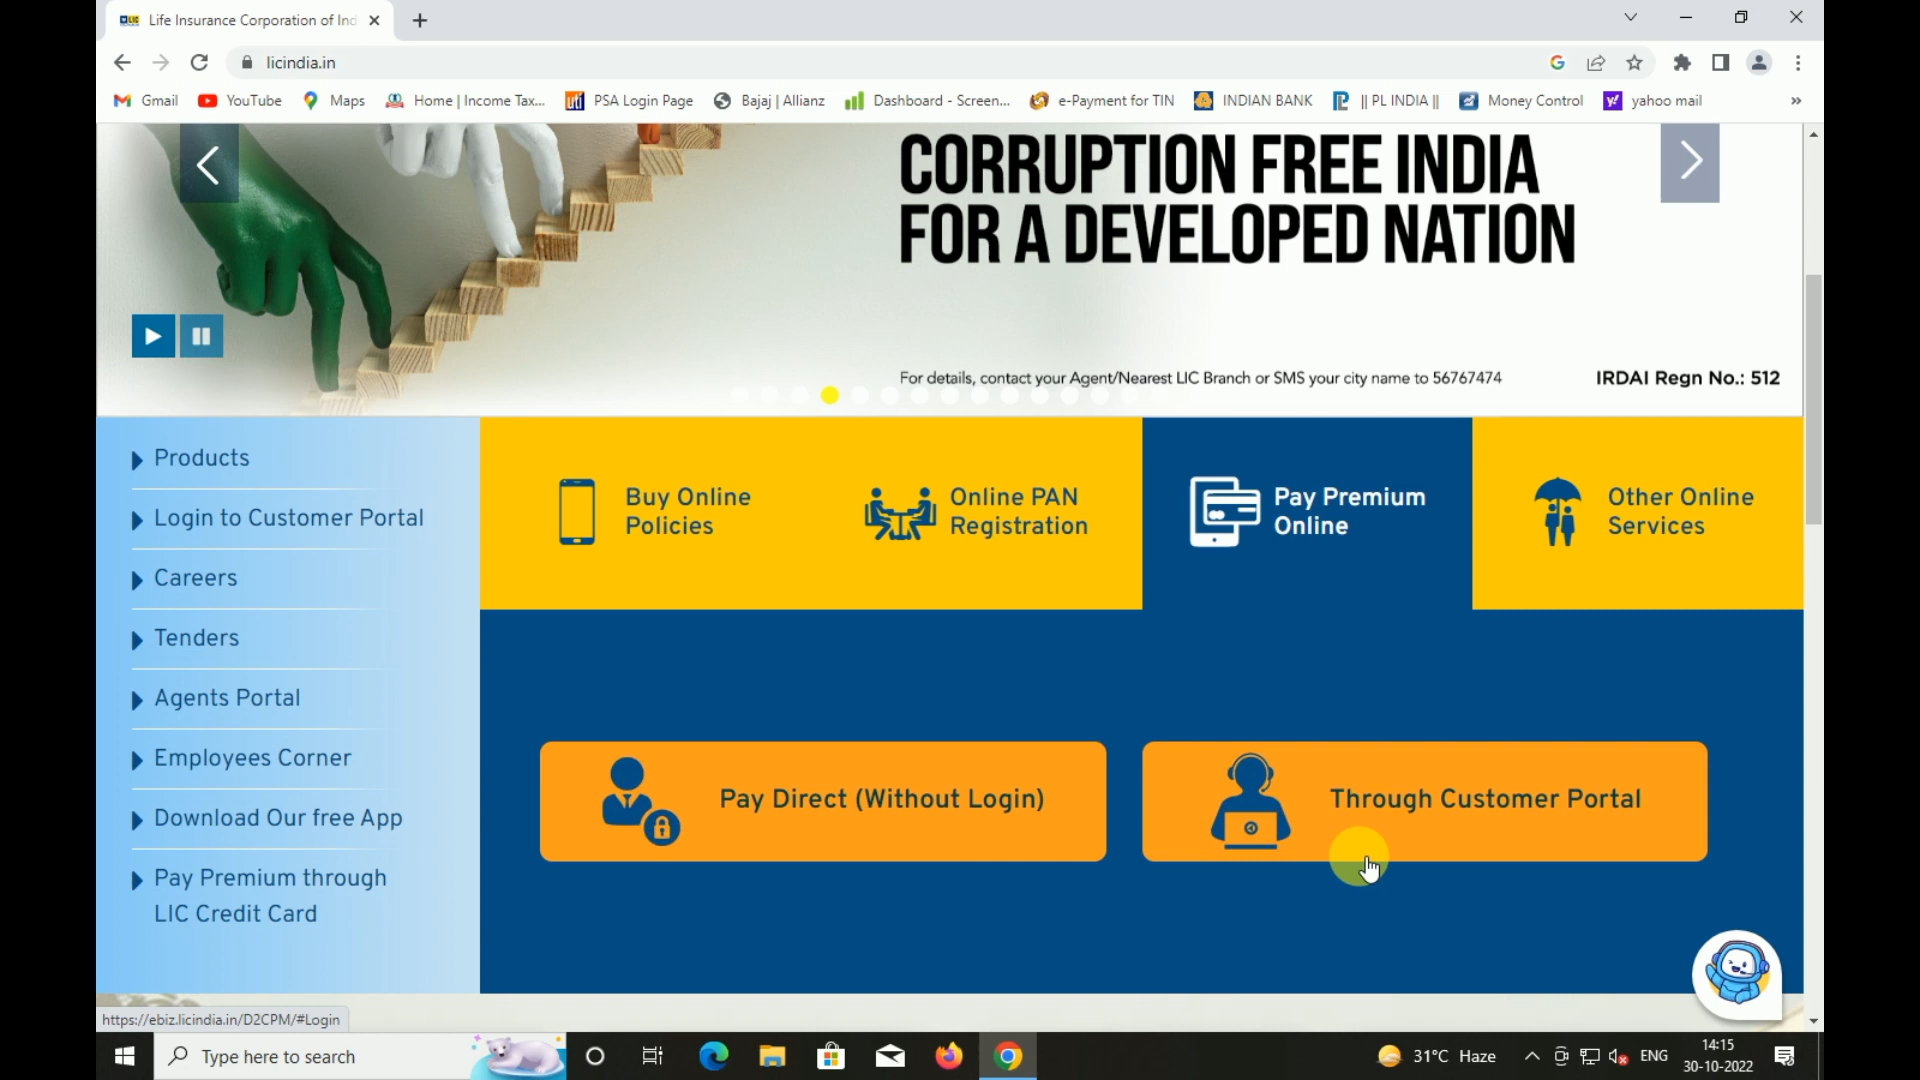 Life Insurance Corporation of Ind
licindia.in
Gmail
YouTube
Maps
Home | Income Tax...
PSA Login Page
Bajaj | Allianz
Dashboard - Screen...
e-Payment for TIN
INDIAN BANK
|| PL INDIA ||
Money Control
yahoo mail
»
CORRUPTION FREE INDIA
FOR A DEVELOPED NATION
For details, contact your Agent/Nearest LIC Branch or SMS your city name to 56767474
IRDAI Regn No.: 512
Products
Login to Customer Portal
Careers
Tenders
Agents Portal
Employees Corner
Download Our free App
Pay Premium through
LIC Credit Card
Buy Online
Policies
Online PAN
Registration
Pay Premium
Online
Other Online
Services
Pay Direct (Without Login)
Through Customer Portal
https://ebiz.licindia.in/D2CPM/#Login
Type here to search
31°C Haze
ENG
14:15
30-10-2022